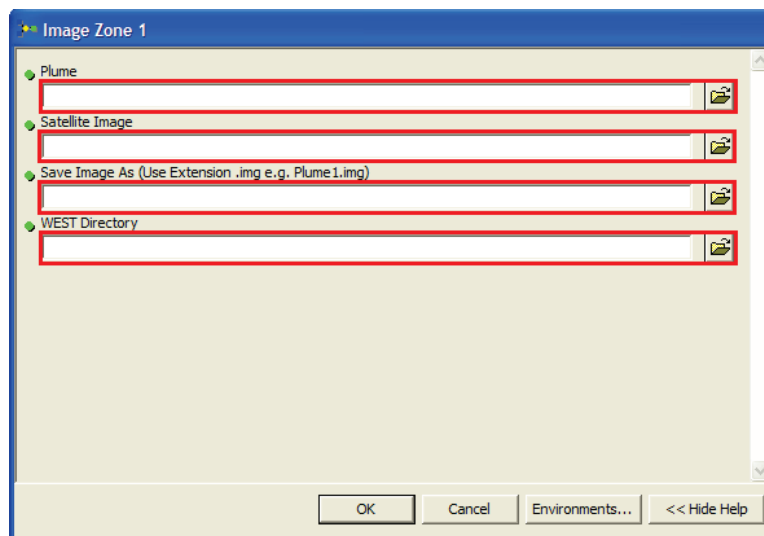 Image Zone 1
Plume
Satellite Image
Save Image As (Use Extension .img e.g. Plume1.img)
WEST Directory
OK Cancel Environments... << Hide Help